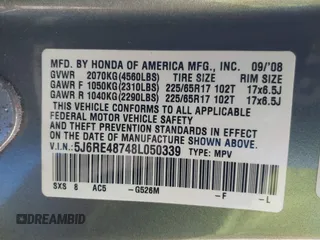 MFD. BY HONDA OF AMERICA MFG., INC. 09/'08
GVWR 2070KG(4560LBS) TIRE SIZE RIM SIZE
GAWR F 1050KG(2310LBS) 225/65R17 102T 17x6.5J
GAWR R 1040KG(2290LBS) 225/65R17 102T 17x6.5J
THIS VEHICLE CONFORMS TO ALL APPLICABLE
FEDERAL MOTOR VEHICLE SAFETY STANDARDS
IN EFFECT ON THE DATE OF MANUFACTURE
SHOWN ABOVE.
V.I.N.: 5J6RE48748L050339 TYPE: MPV
SXS 8 AC5 -G526M -F -L
DREAMBID